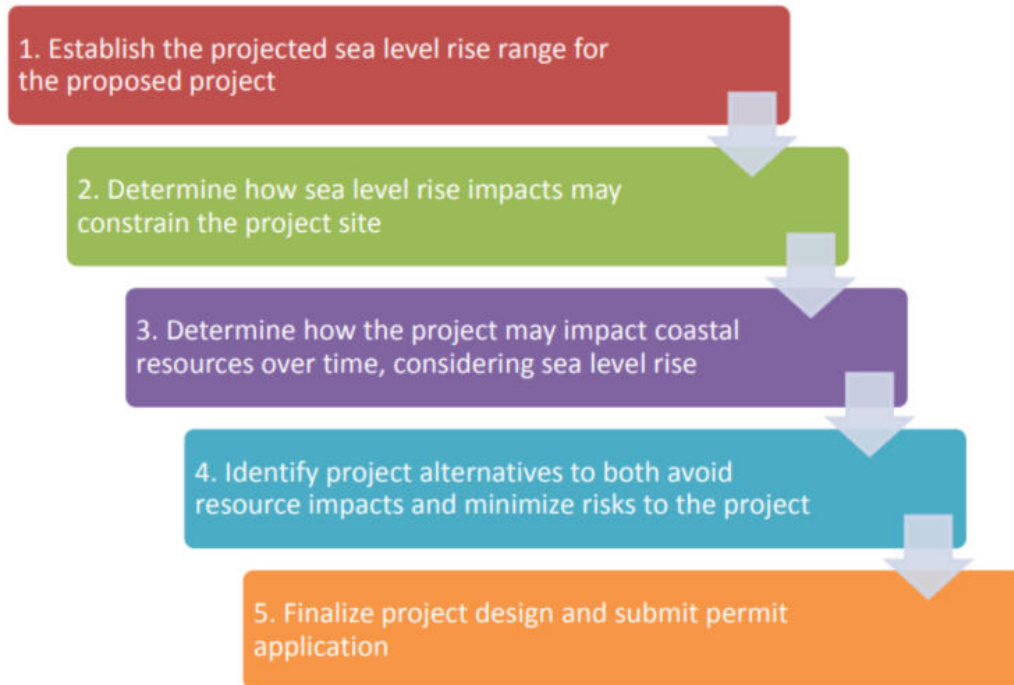 1. Establish the projected sea level rise range for
the proposed project
2. Determine how sea level rise impacts may
constrain the project site
3. Determine how the project may impact coastal
resources over time, considering sea level rise
4. Identify project alternatives to both avoid
resource impacts and minimize risks to the project
5. Finalize project design and submit permit
application